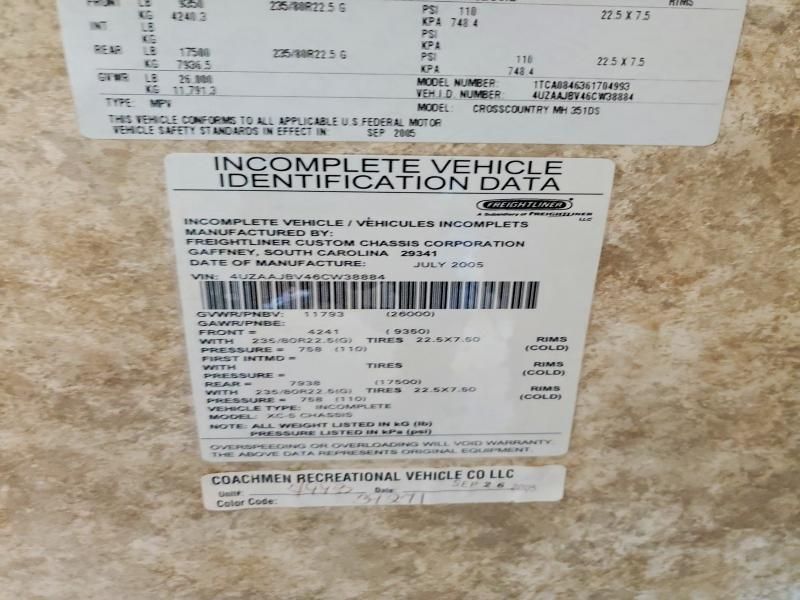 FRONT LB 9350 235/80R22.5 G PSI 110 22.5 X 7.5 RIMS
KG 4240.3 KPA 748.4
INT LB PSI
KG KPA
REAR LB 17500 235/80R22.5 G PSI 110 22.5 X 7.5
KG 7936.5 KPA 748.4
GVWR LB 26.000 MODEL NUMBER: 1TCA0846361704993
KG 11,791.3 VEH.I.D. NUMBER: 4UZAAJBV46CW38884
TYPE: MPV MODEL: CROSSCOUNTRY MH 351DS
THIS VEHICLE CONFORMS TO ALL APPLICABLE U.S FEDERAL MOTOR
VEHICLE SAFETY STANDARDS IN EFFECT IN: SEP 2005
INCOMPLETE VEHICLE
IDENTIFICATION DATA
FREIGHTLINER
A Subsidiary of FREIGHTLINER
LLC
INCOMPLETE VEHICLE / VÉHICULES INCOMPLETS
MANUFACTURED BY:
FREIGHTLINER CUSTOM CHASSIS CORPORATION
GAFFNEY, SOUTH CAROLINA 29341
DATE OF MANUFACTURE: JULY 2005
VIN: 4UZAAJBV46CW38884
GVWR/PNBV: 11793 (26000)
GAWR/PNBE:
FRONT = 4241 ( 9350)
WITH 235/80R22.5(G) TIRES 22.5X7.50 RIMS
PRESSURE = 758 (110) (COLD)
FIRST INTMD =
WITH TIRES RIMS
PRESSURE = (COLD)
REAR = 7938 (17500)
WITH 235/80R22.5(G) TIRES 22.5X7.50 RIMS
PRESSURE = 758 (110) (COLD)
VEHICLE TYPE: INCOMPLETE
MODEL: XC-S CHASSIS
NOTE: ALL WEIGHT LISTED IN kG (lb)
PRESSURE LISTED IN kPa (psi)
OVERSPEEDING OR OVERLOADING WILL VOID WARRANTY.
THE ABOVE DATA REPRESENTS ORIGINAL EQUIPMENT.
COACHMEN RECREATIONAL VEHICLE CO LLC
Unit#: Date: SEP 26 2005
Color Code: